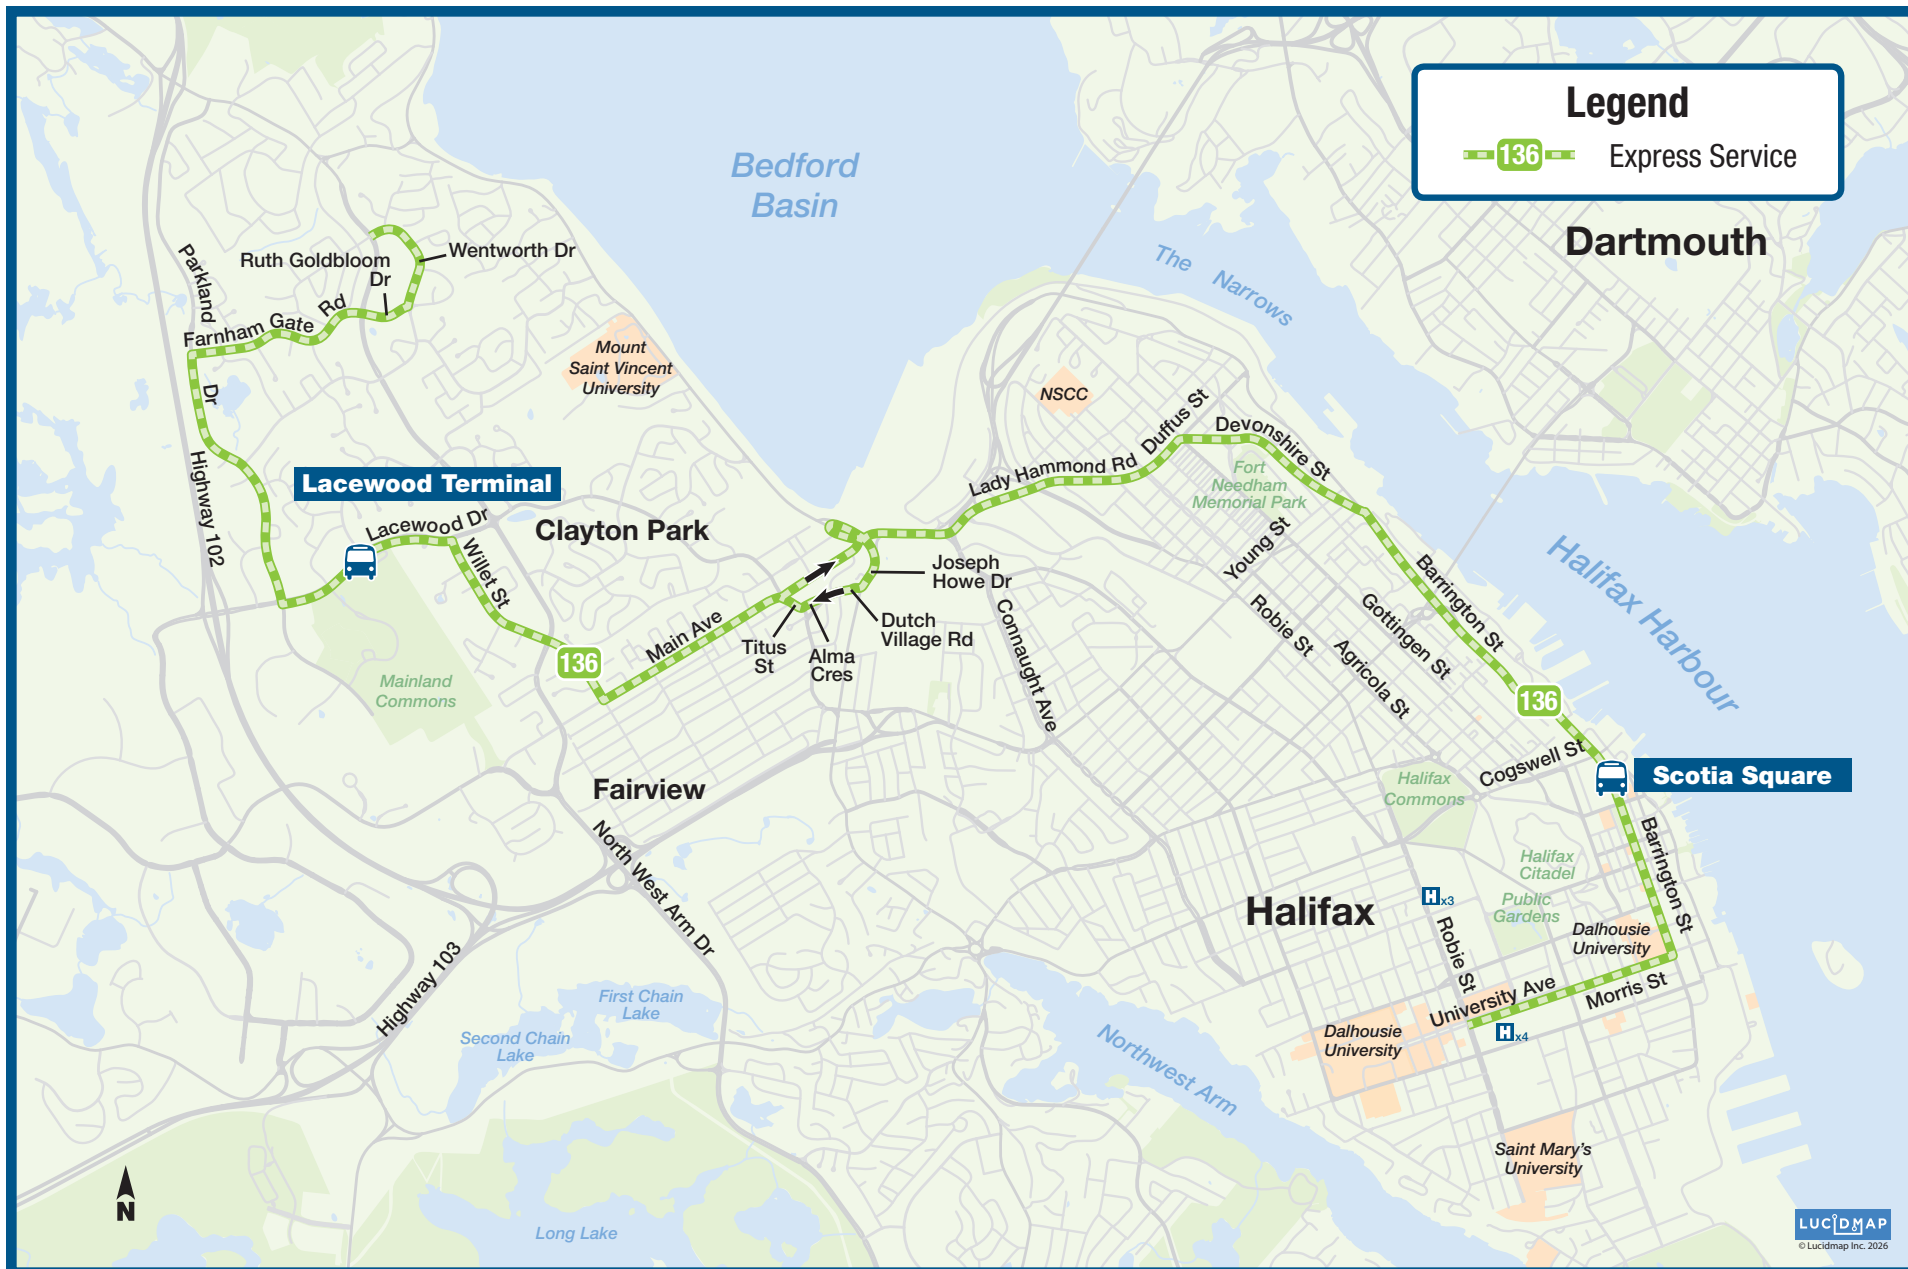 Legend
136
Express Service
Bedford
Basin
Dartmouth
The Narrows
Wentworth Dr
Ruth Goldbloom
Dr
Parkland
Farnham Gate Rd
Dr
Mount
Saint Vincent
University
NSCC
Duffus St
Devonshire St
Lady Hammond Rd
Fort
Needham
Memorial Park
Highway 102
Lacewood Terminal
Lacewood Dr
Clayton Park
Willet St
Young St
Halifax Harbour
Joseph
Howe Dr
Barrington St
Connaught Ave
Gottingen St
Robie St
Dutch
Village Rd
Main Ave
Titus
St
Alma
Cres
Agricola St
136
Mainland
Commons
136
Cogswell St
Scotia Square
Halifax
Commons
Fairview
Barrington St
North West Arm Dr
Halifax
Citadel
H x3
Public
Gardens
Halifax
Robie St
Dalhousie
University
Highway 103
University Ave
Morris St
First Chain
Lake
Second Chain
Lake
Dalhousie
University
H x4
Northwest Arm
Saint Mary's
University
N
Long Lake
LUCIDMAP
© Lucidmap Inc. 2026